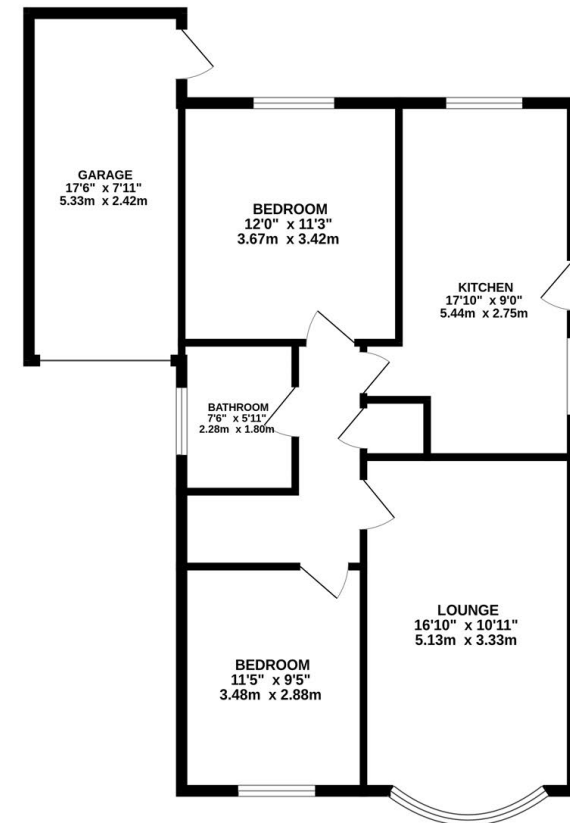 GARAGE
17'6" x 7'11"
5.33m x 2.42m
BEDROOM
12'0" x 11'3"
3.67m x 3.42m
KITCHEN
17'10" x 9'0"
5.44m x 2.75m
BATHROOM
7'6" x 5'11"
2.28m x 1.80m
LOUNGE
16'10" x 10'11"
5.13m x 3.33m
BEDROOM
11'5" x 9'5"
3.48m x 2.88m